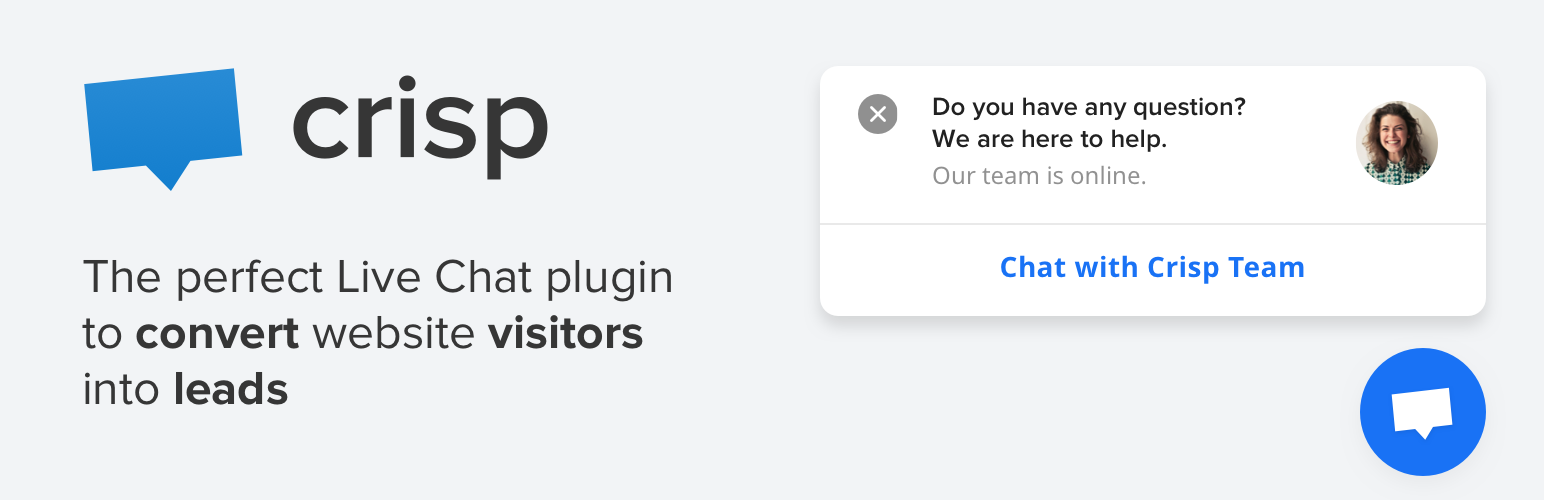 crisp
The perfect Live Chat plugin
to convert website visitors
into leads
Do you have any question?
We are here to help.
Our team is online.
Chat with Crisp Team